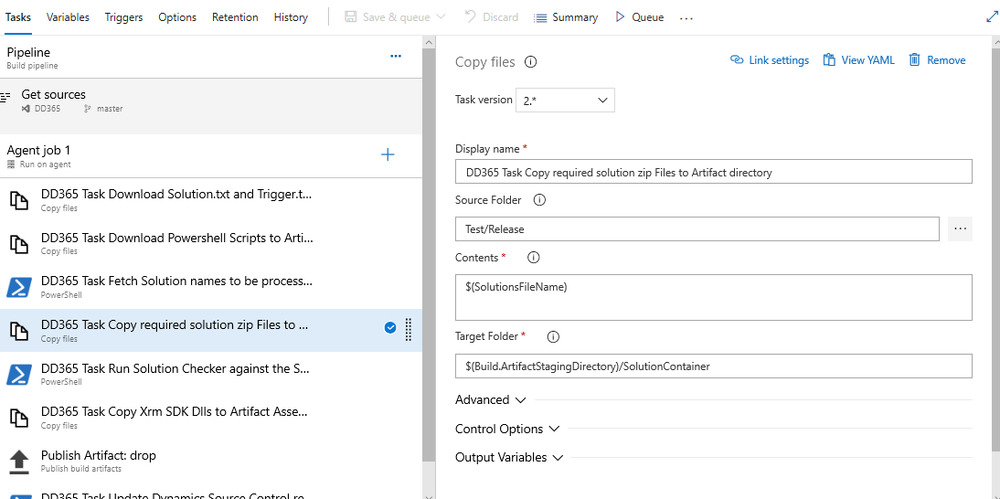 Tasks Variables Triggers Options Retention History Save & queue Discard Summary Queue ...
Pipeline
Build pipeline
Get sources
DD365 master
Agent job 1
Run on agent
DD365 Task Download Solution.txt and Trigger.t...
Copy files
DD365 Task Download Powershell Scripts to Arti...
Copy files
DD365 Task Fetch Solution names to be process...
PowerShell
DD365 Task Copy required solution zip Files to ...
Copy files
DD365 Task Run Solution Checker against the S...
PowerShell
DD365 Task Copy Xrm SDK Dlls to Artifact Asse...
Copy files
Publish Artifact: drop
Publish build artifacts
DD365 Task Update Dynamics Source Control re...
Copy files Link settings View YAML Remove
Task version 2.*
Display name *
DD365 Task Copy required solution zip Files to Artifact directory
Source Folder
Test/Release
Contents *
$(SolutionsFileName)
Target Folder *
$(Build.ArtifactStagingDirectory)/SolutionContainer
Advanced
Control Options
Output Variables